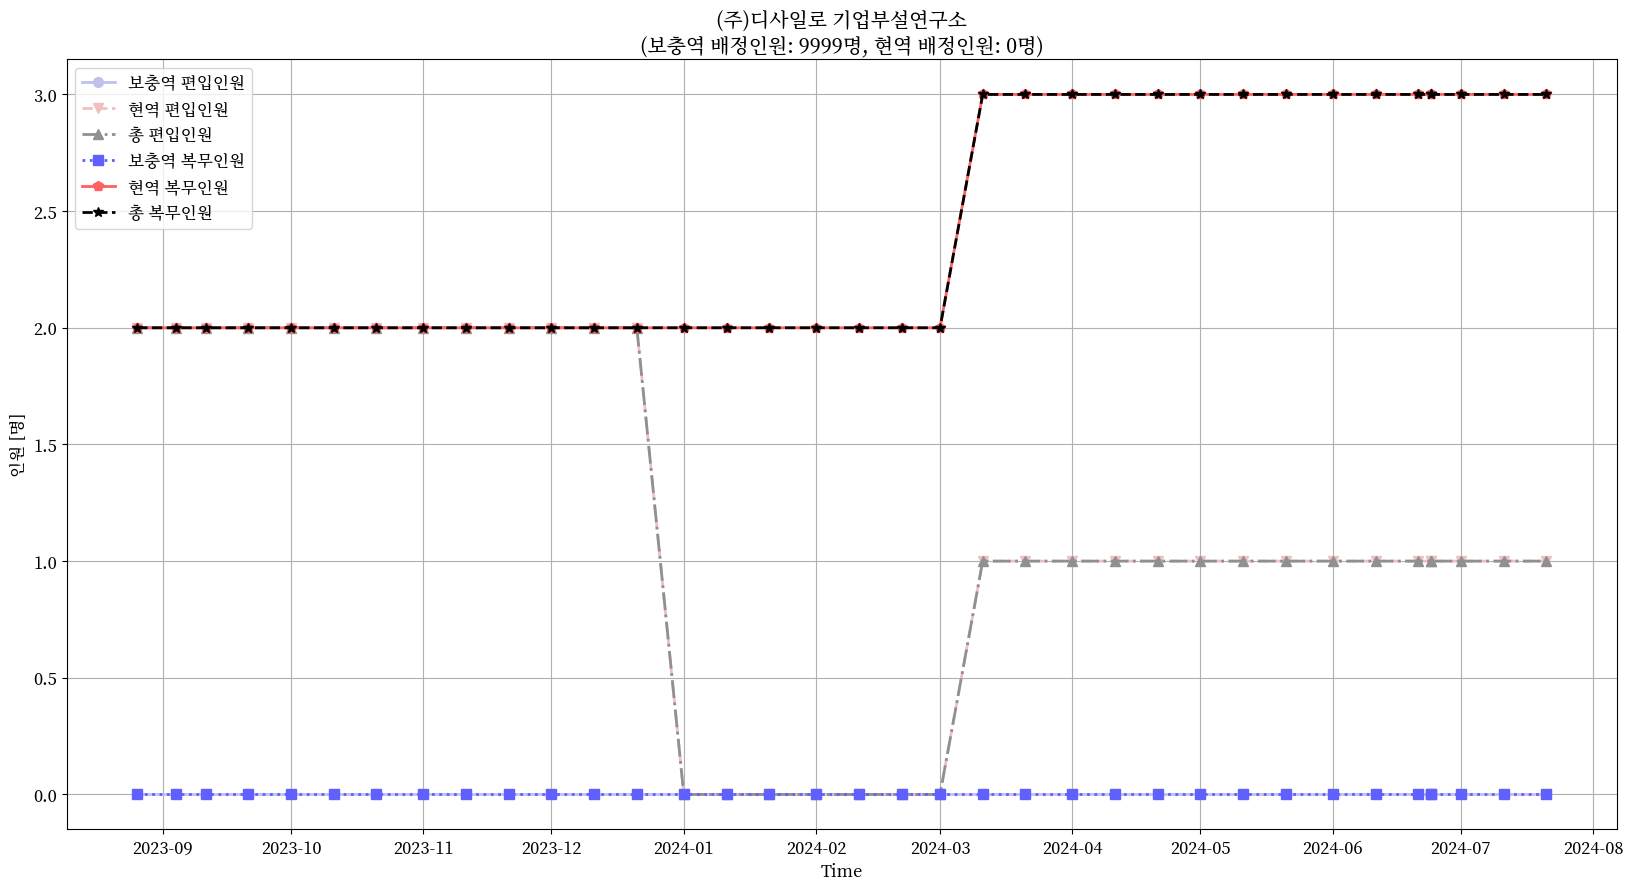 (주)디사일로 기업부설연구소
(보충역 배정인원: 9999명, 현역 배정인원: 0명)
보충역 편입인원
현역 편입인원
총 편입인원
보충역 복무인원
현역 복무인원
총 복무인원
인원 [명]
3.0
2.5
2.0
1.5
1.0
0.5
0.0
2023-09 2023-10 2023-11 2023-12 2024-01 2024-02 2024-03 2024-04 2024-05 2024-06 2024-07 2024-08
Time